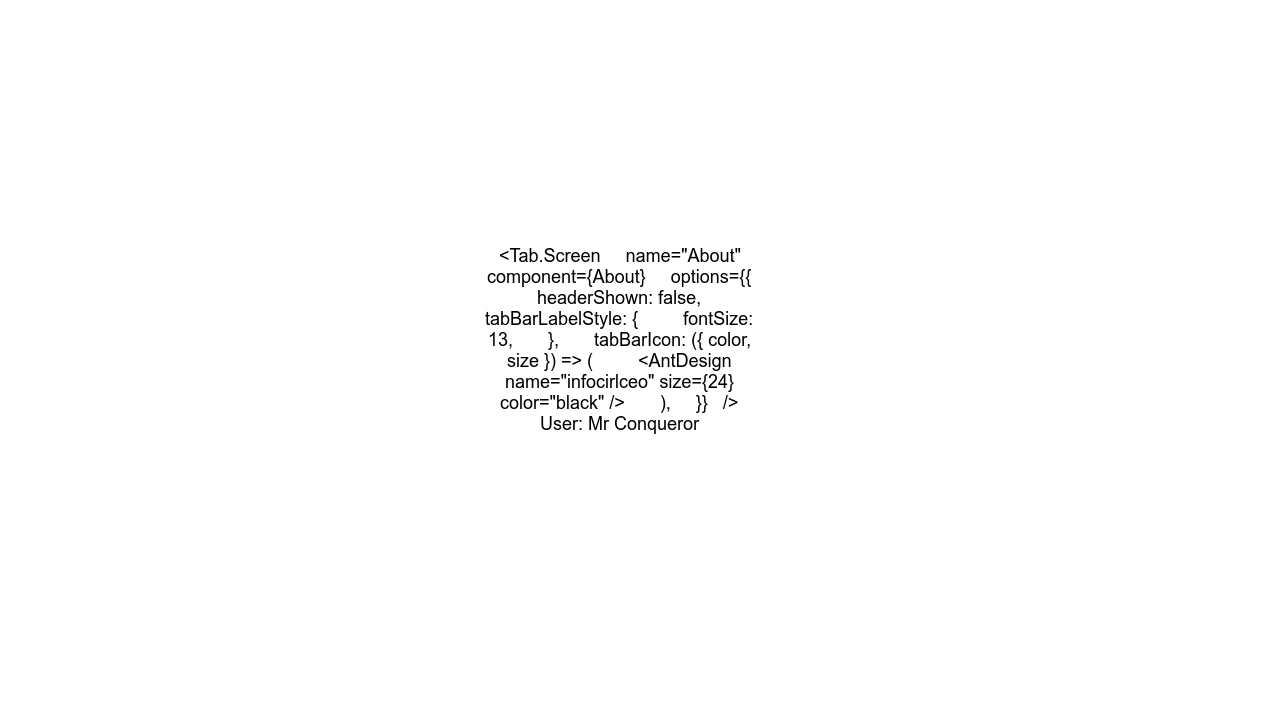 <Tab.Screen     name="About"
component={About}     options={{
headerShown: false,
tabBarLabelStyle: {         fontSize:
13,       },       tabBarIcon: ({ color,
size }) => (         <AntDesign
name="infocirlceo" size={24}
color="black" />       ),     }}   />
User: Mr Conqueror